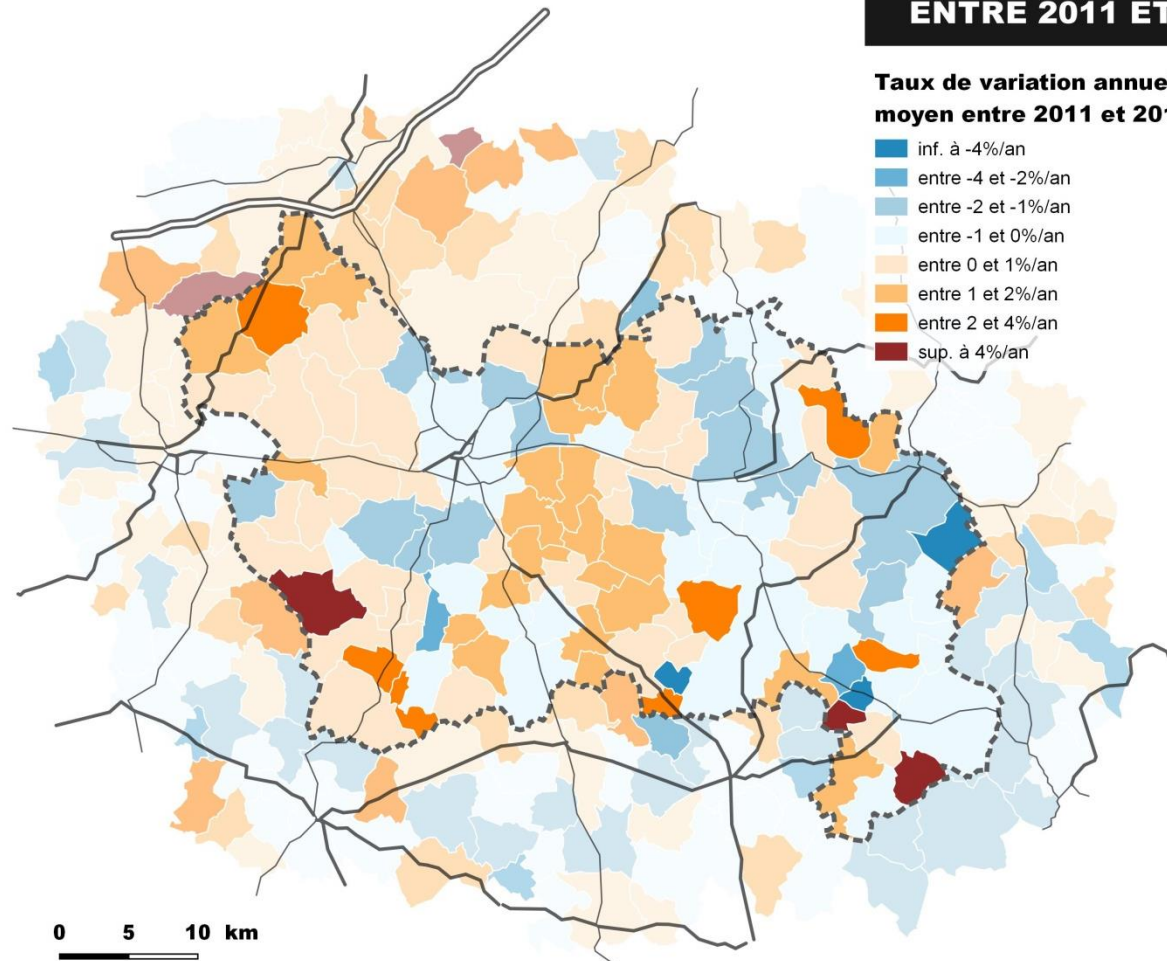 ENTRE 2011 ET
Taux de variation annue
moyen entre 2011 et 201
inf. à -4%/an
entre -4 et -2%/an
entre -2 et -1%/an
entre -1 et 0%/an
entre 0 et 1%/an
entre 1 et 2%/an
entre 2 et 4%/an
sup. à 4%/an
0 5 10 km